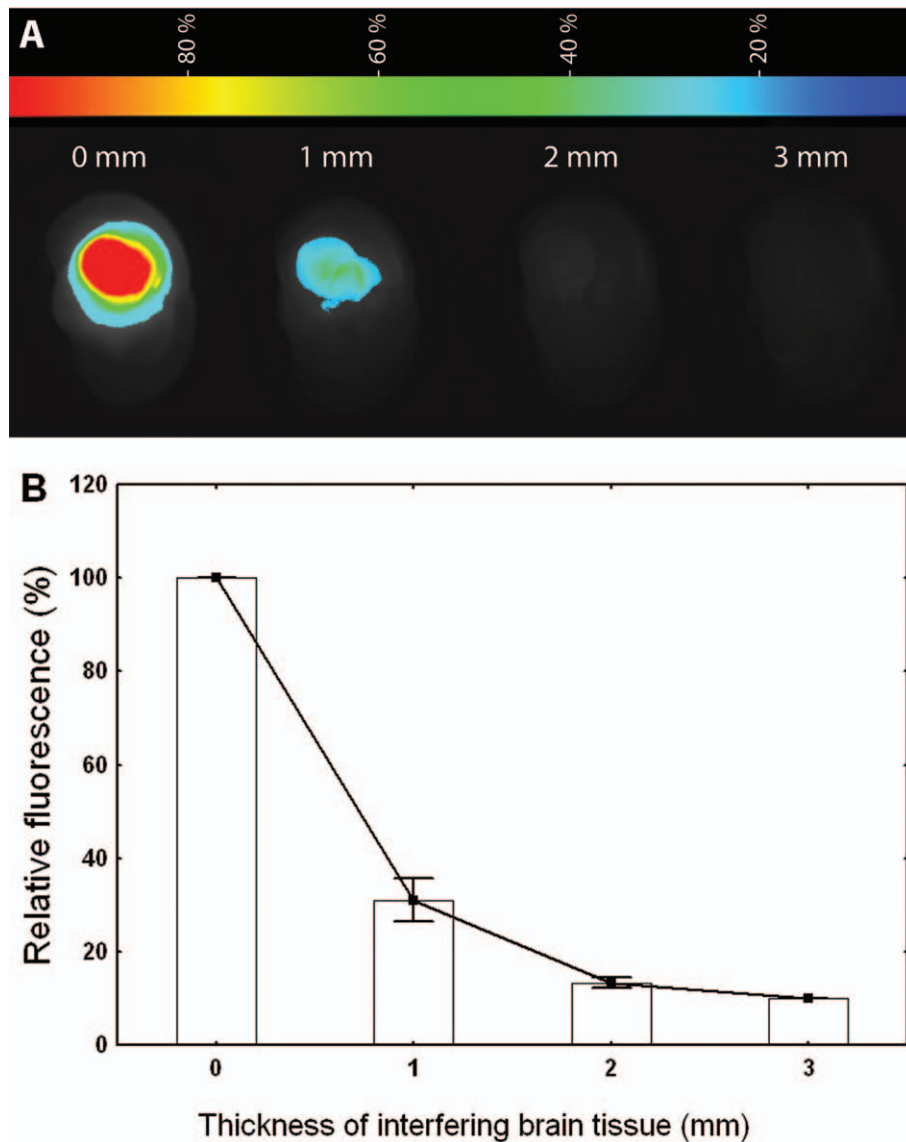 A
80 %
60 %
40 %
20 %
0 mm
1 mm
2 mm
3 mm
B
120
100
80
60
40
20
0
Relative fluorescence (%)
0
1
2
3
Thickness of interfering brain tissue (mm)